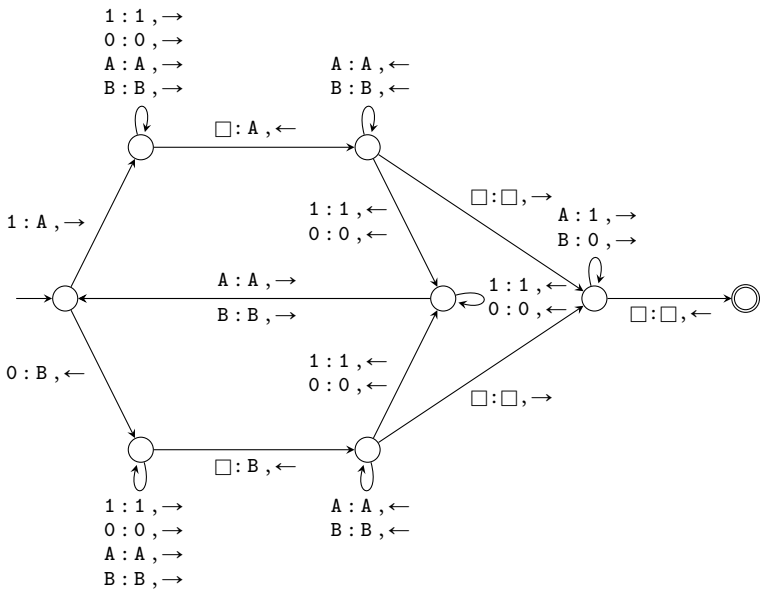 1:1,→
0:0,→
A:A,→
B:B,→
A:A,←
B:B,←
□:A,←
□:□,→
A:1,→
B:0,→
1:A,→
1:1,←
0:0,←
A:A,→
B:B,→
1:1,←
0:0,←
□:□,←
0:B,←
1:1,←
0:0,←
□:□,→
□:B,←
1:1,→
0:0,→
A:A,→
B:B,→
A:A,←
B:B,←